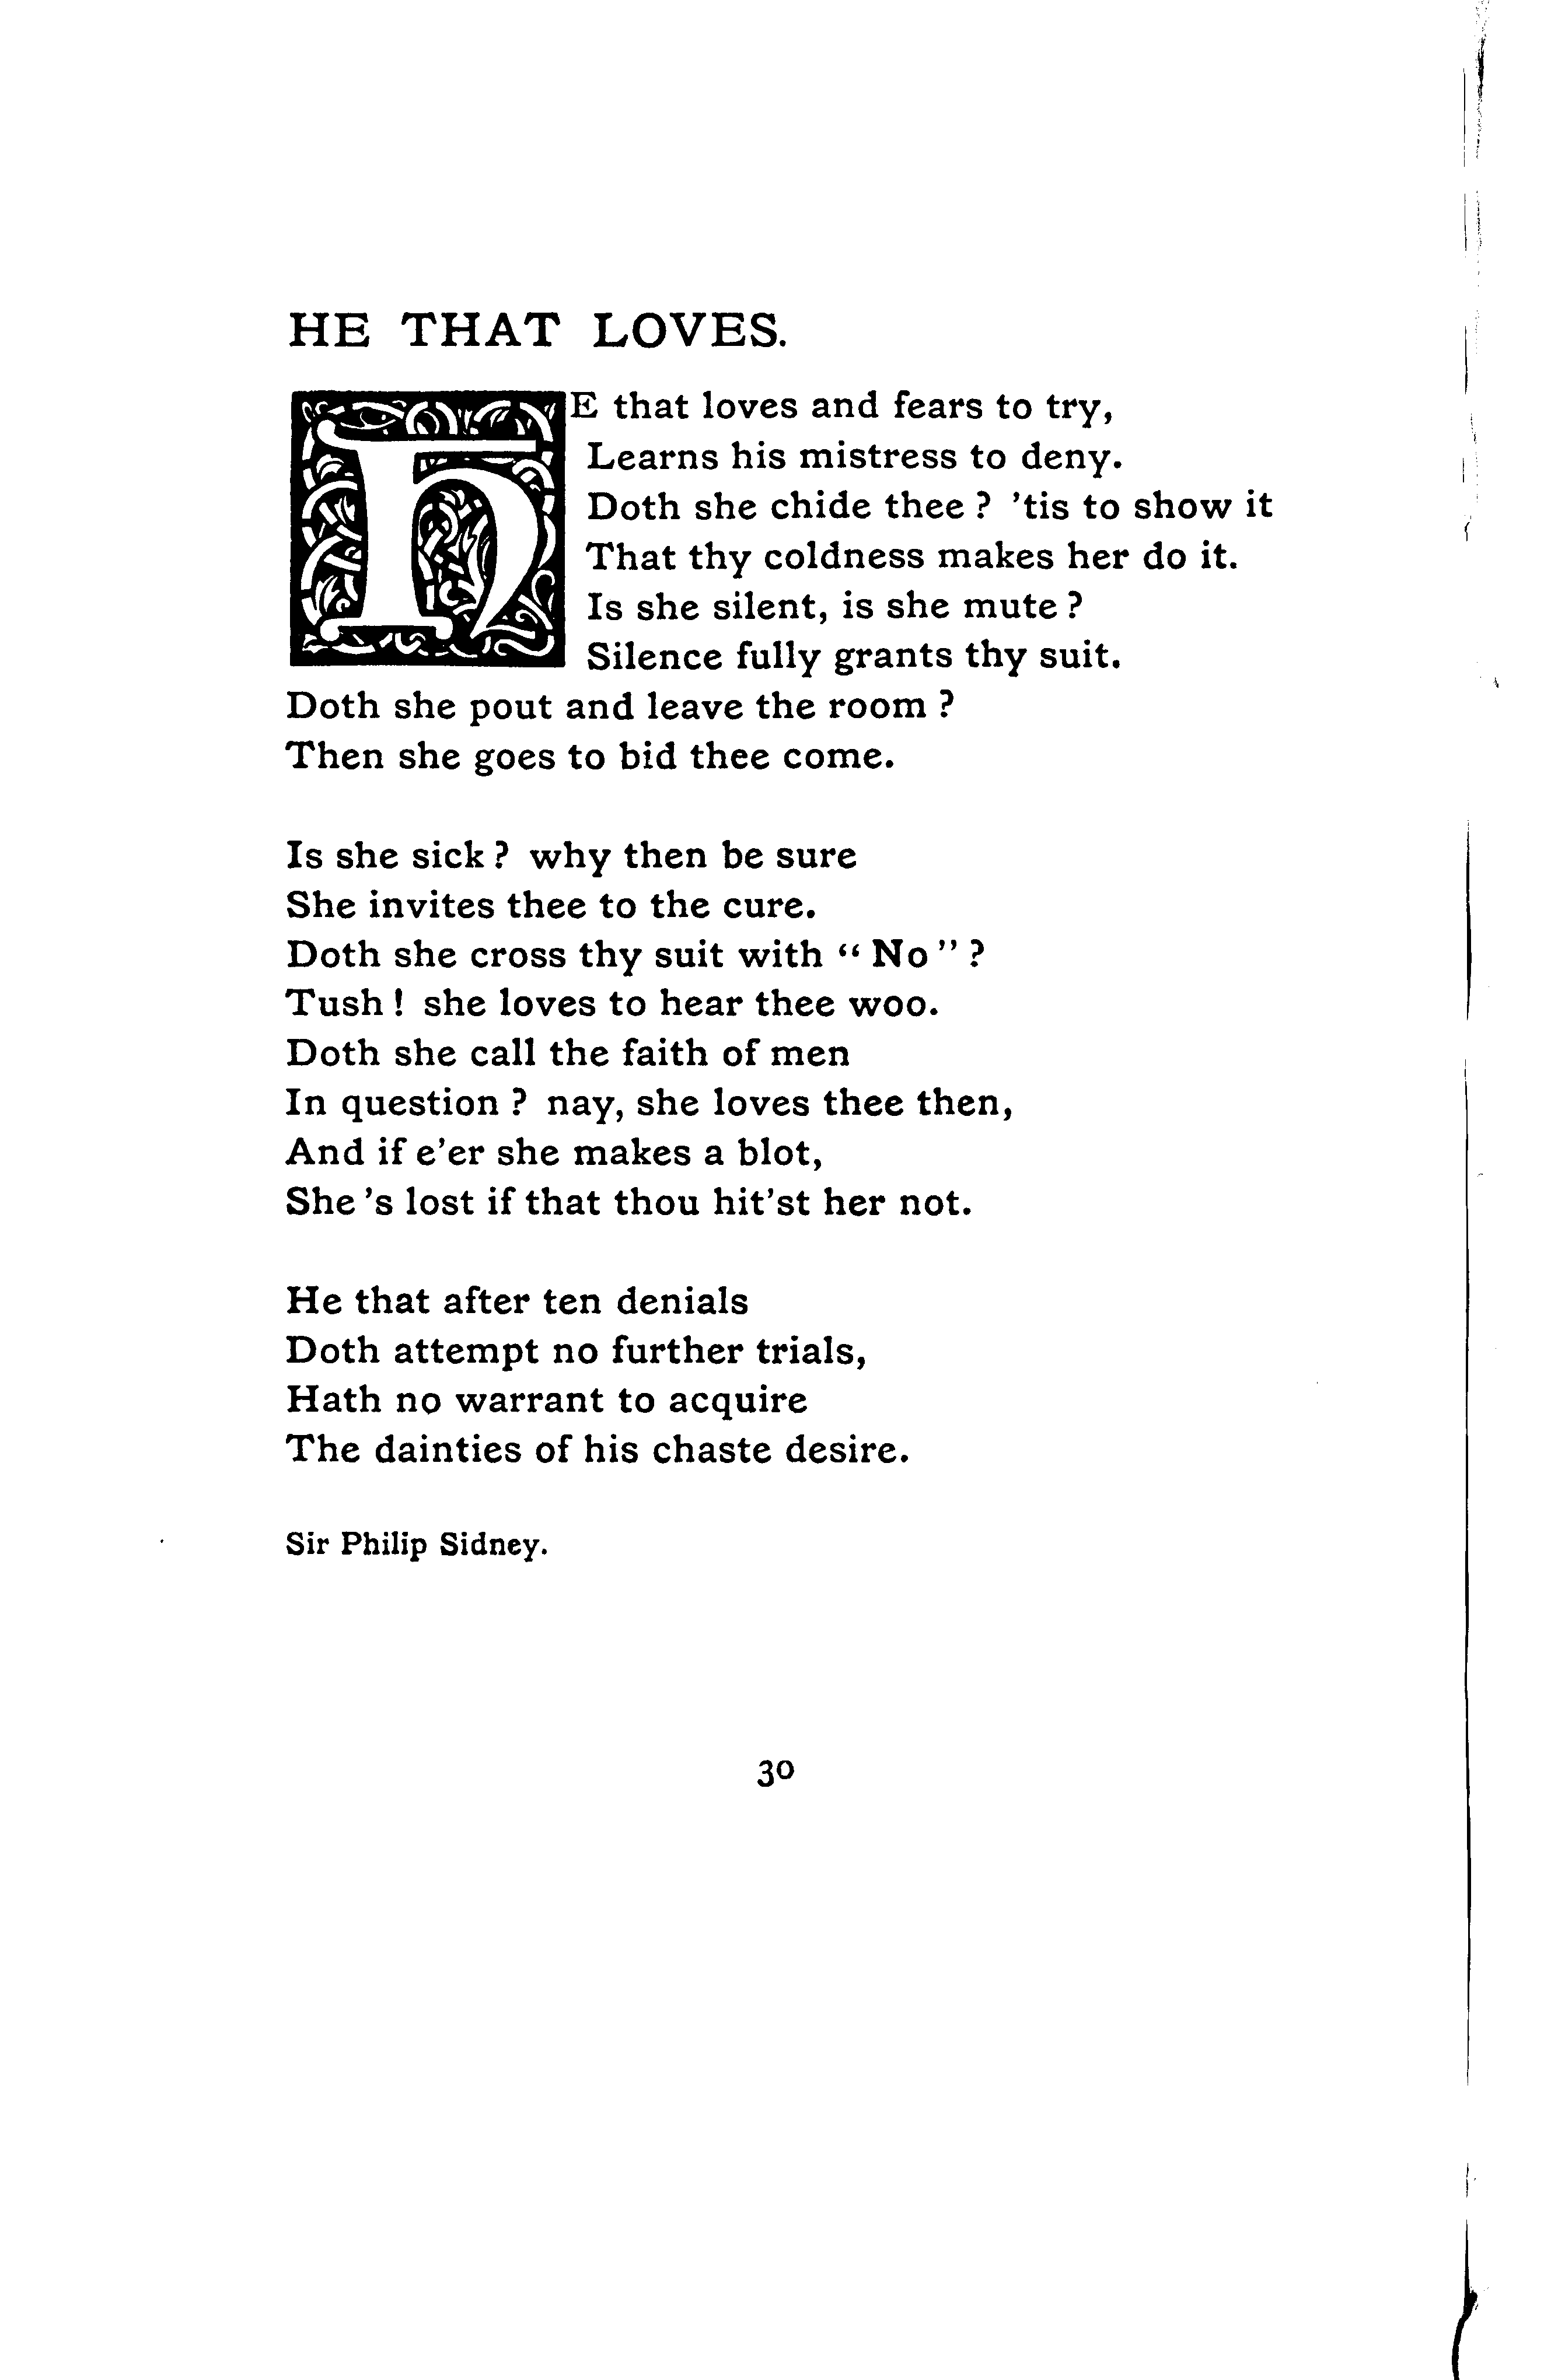 HE THAT LOVES.
HE that loves and fears to try,
Learns his mistress to deny.
Doth she chide thee ? 'tis to show it
That thy coldness makes her do it.
Is she silent, is she mute ?
Silence fully grants thy suit.
Doth she pout and leave the room ?
Then she goes to bid thee come.
Is she sick ? why then be sure
She invites thee to the cure.
Doth she cross thy suit with “ No ” ?
Tush ! she loves to hear thee woo.
Doth she call the faith of men
In question ? nay, she loves thee then,
And if e'er she makes a blot,
She 's lost if that thou hit'st her not.
He that after ten denials
Doth attempt no further trials,
Hath no warrant to acquire
The dainties of his chaste desire.
Sir Philip Sidney.
30